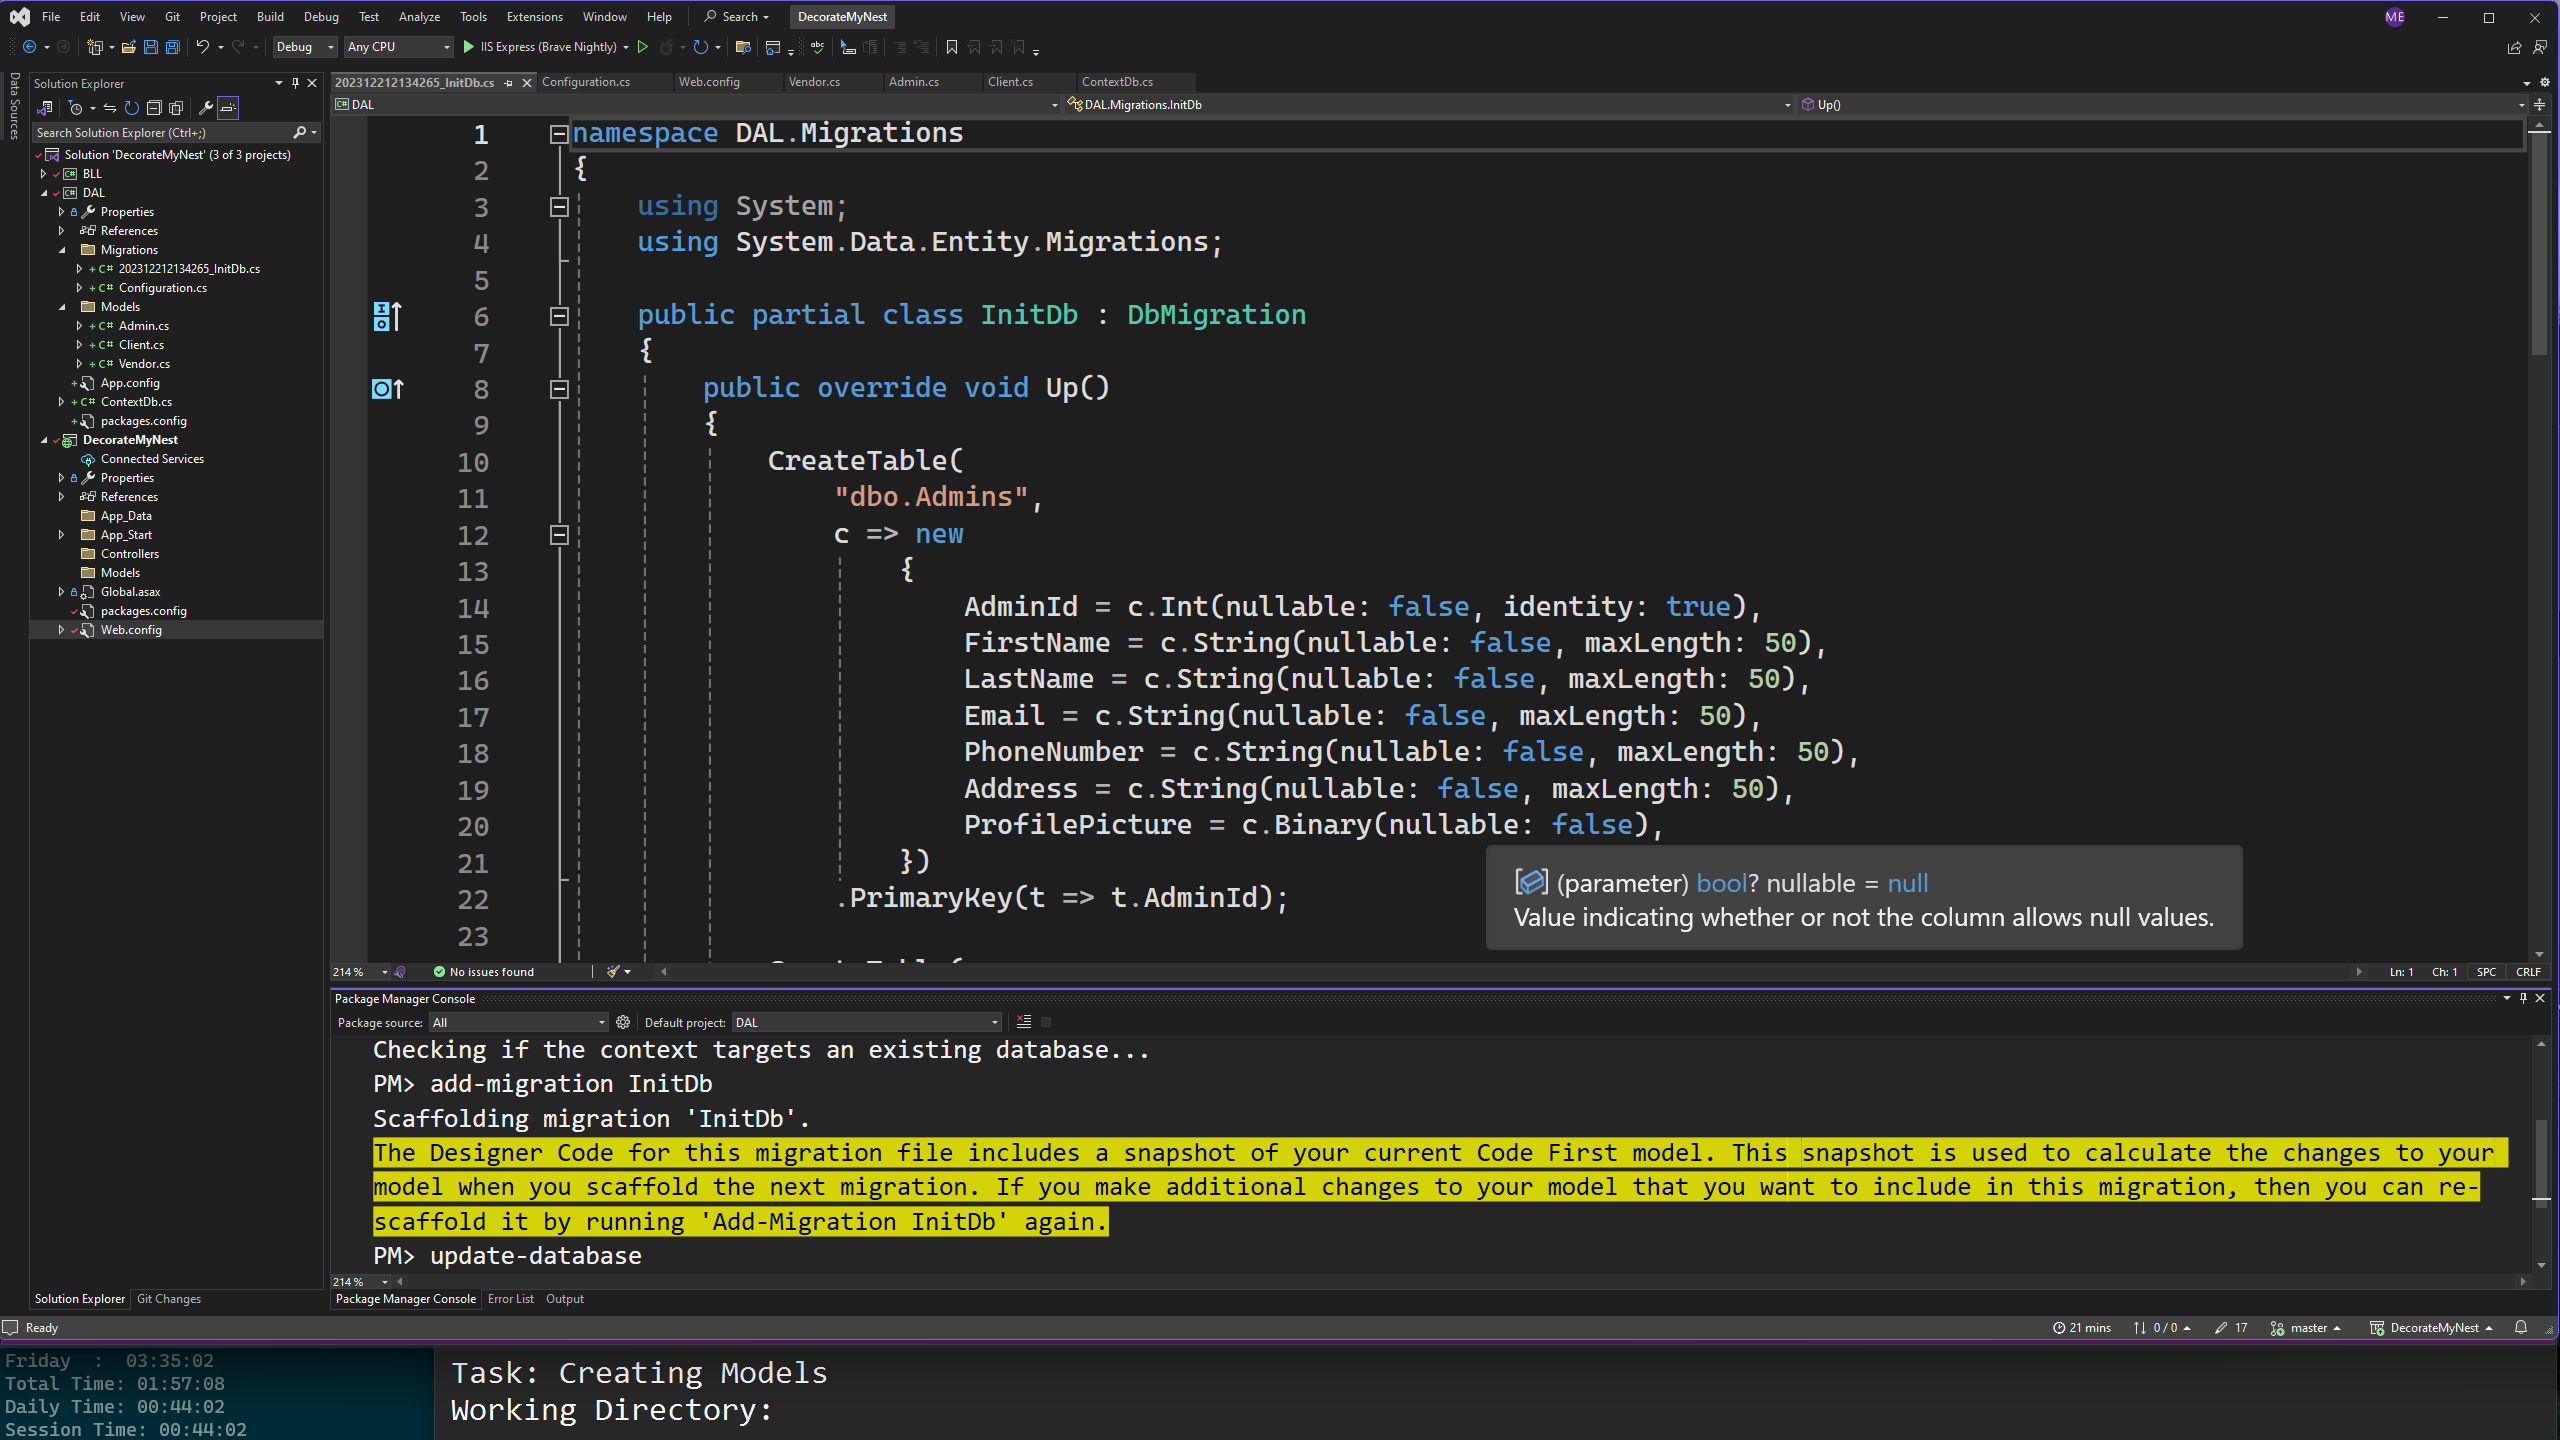 File Edit View Git Project Build Debug Test Analyze Tools Extensions Window Help Search DecorateMyNest ME
Debug Any CPU IIS Express (Brave Nightly)
Data Sources
Solution Explorer
Search Solution Explorer (Ctrl+;)
Solution 'DecorateMyNest' (3 of 3 projects)
BLL
DAL
Properties
References
Migrations
202312212134265_InitDb.cs
Configuration.cs
Models
Admin.cs
Client.cs
Vendor.cs
App.config
ContextDb.cs
packages.config
DecorateMyNest
Connected Services
Properties
References
App_Data
App_Start
Controllers
Models
Global.asax
packages.config
Web.config
Solution Explorer Git Changes
202312212134265_InitDb.cs Configuration.cs Web.config Vendor.cs Admin.cs Client.cs ContextDb.cs
DAL DAL.Migrations.InitDb Up()
1 namespace DAL.Migrations
2 {
3 using System;
4 using System.Data.Entity.Migrations;
5
6 public partial class InitDb : DbMigration
7 {
8 public override void Up()
9 {
10 CreateTable(
11 "dbo.Admins",
12 c => new
13 {
14 AdminId = c.Int(nullable: false, identity: true),
15 FirstName = c.String(nullable: false, maxLength: 50),
16 LastName = c.String(nullable: false, maxLength: 50),
17 Email = c.String(nullable: false, maxLength: 50),
18 PhoneNumber = c.String(nullable: false, maxLength: 50),
19 Address = c.String(nullable: false, maxLength: 50),
20 ProfilePicture = c.Binary(nullable: false),
21 })
22 .PrimaryKey(t => t.AdminId);
23
(parameter) bool? nullable = null
Value indicating whether or not the column allows null values.
214 % No issues found Ln: 1 Ch: 1 SPC CRLF
Package Manager Console
Package source: All Default project: DAL
Checking if the context targets an existing database...
PM> add-migration InitDb
Scaffolding migration 'InitDb'.
The Designer Code for this migration file includes a snapshot of your current Code First model. This snapshot is used to calculate the changes to your
model when you scaffold the next migration. If you make additional changes to your model that you want to include in this migration, then you can re-
scaffold it by running 'Add-Migration InitDb' again.
PM> update-database
214 %
Package Manager Console Error List Output
Ready 21 mins 0 / 0 17 master DecorateMyNest
Friday : 03:35:02
Total Time: 01:57:08
Daily Time: 00:44:02
Session Time: 00:44:02
Task: Creating Models
Working Directory: